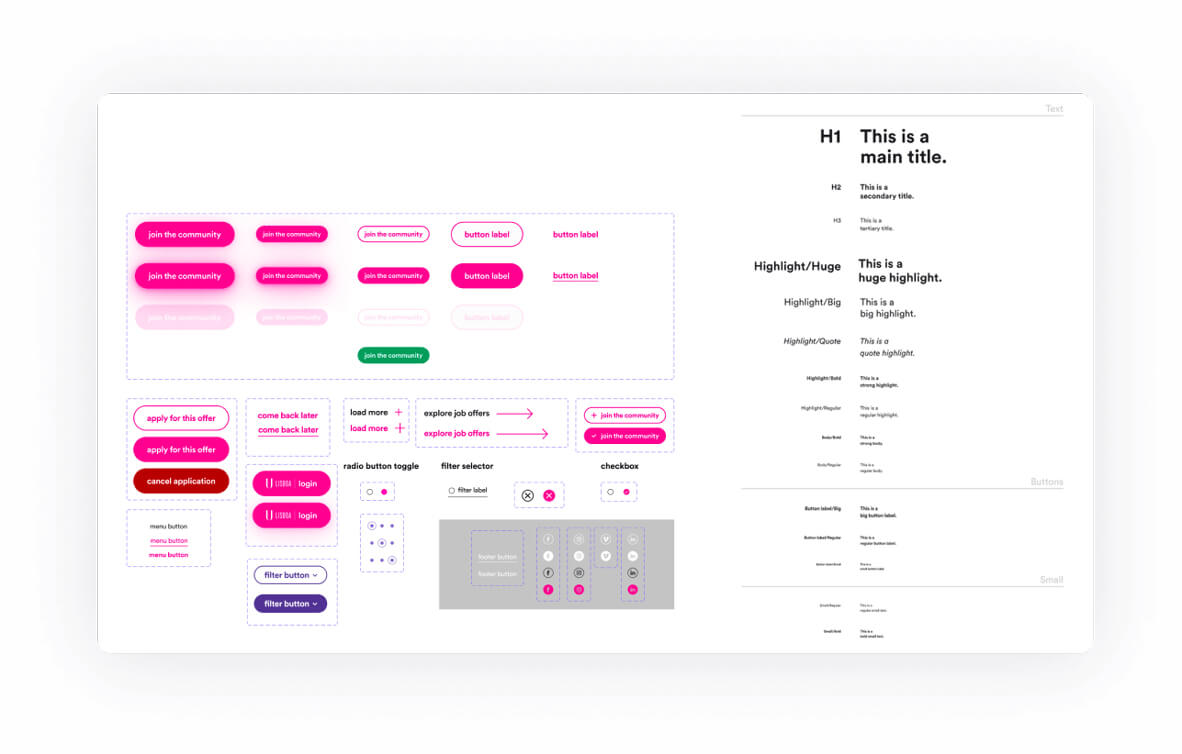 join the community
join the community
join the community
button label
button label
join the community
join the community
join the community
button label
button label
join the community
join the community
join the community
button label
join the community
apply for this offer
apply for this offer
cancel application
come back later
come back later
load more
load more
explore job offers
explore job offers
join the community
join the community
LISBOA | login
LISBOA | login
radio button toggle
filter selector
filter label
checkbox
menu button
menu button
menu button
filter button
filter button
footer button
footer button
Text
H1
This is a
main title.
H2
This is a
secondary title.
H3
This is a
tertiary title.
Highlight/Huge
This is a
huge highlight.
Highlight/Big
This is a
big highlight.
Highlight/Quote
This is a
quote highlight.
Highlight/Bold
This is a
strong highlight.
Highlight/Regular
This is a
regular highlight.
Body/Bold
This is a
strong body.
Body/Regular
This is a
regular body.
Buttons
Button label/Big
This is a
big button label.
Button label/Regular
This is a
regular button label.
This is a
Small
Small/Regular
This is a
regular small text.
Small/Bold
This is a
bold small text.